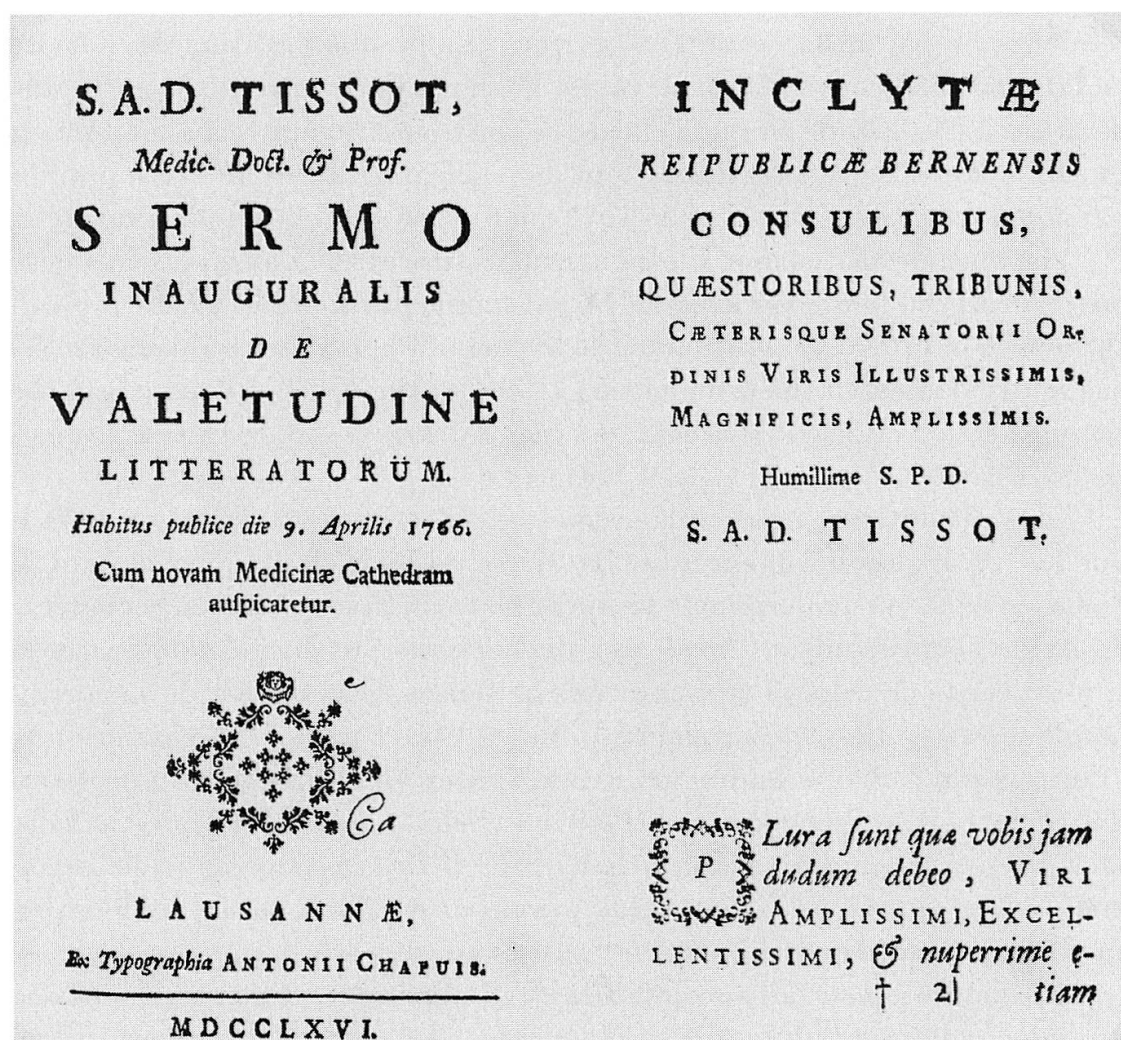 S. A. D. TISSOT,
Medic. Doct. & Prof.
SERMO
INAUGURALIS
DE
VALETUDINE
LITTERATORÜM.
Habitus publice die 9. Aprilis 1766.
Cum novam Medicinæ Cathedram
auſpicaretur.
LAUSANNÆ,
Ex Typographia ANTONII CHAPUIS.
MDCCLXVI.
INCLYTÆ
REIPUBLICÆ BERNENSIS
CONSULIBUS,
QUÆSTORIBUS, TRIBUNIS,
CÆTERISQUE SENATORII OR-
DINIS VIRIS ILLUSTRISSIMIS,
MAGNIFICIS, AMPLISSIMIS.
Humillime S. P. D.
S. A. D. TISSOT.
PLura ſunt quæ vobis jam
dudum debeo, VIRI
AMPLISSIMI, EXCEL-
LENTISSIMI, & nuperrime e-
† 2 tiam